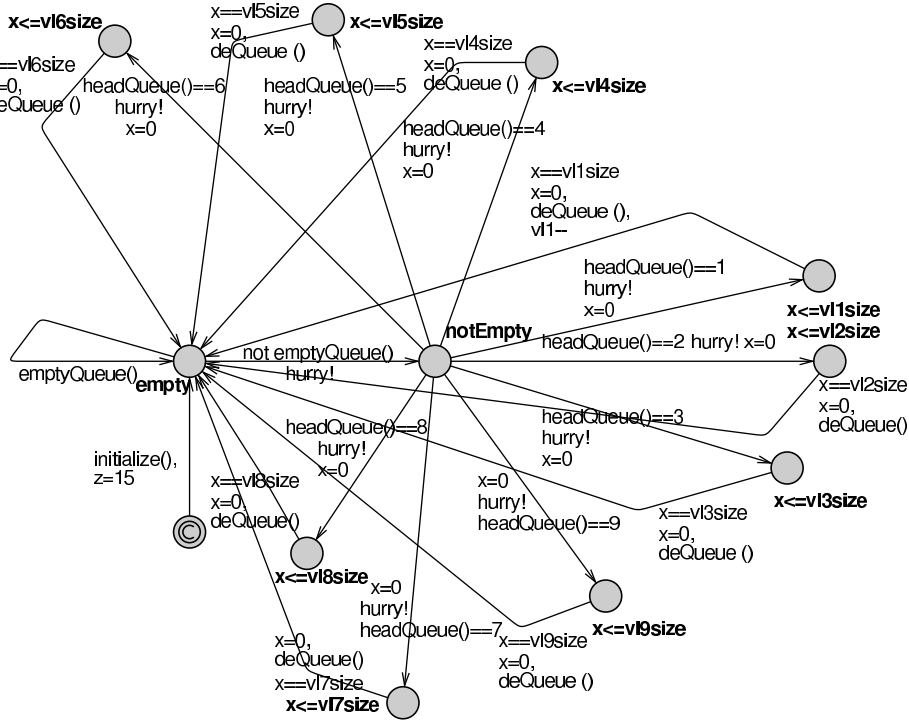 x<=vl6size
x==vl5size
x=0,
deQueue ()
x<=vl5size
x==vl4size
x=0,
deQueue ()
x<=vl4size
==vl6size
=0,
eQueue ()
headQueue()==6
hurry!
x=0
headQueue()==5
hurry!
x=0
headQueue()==4
hurry!
x=0
x==vl1size
x=0,
deQueue (),
vl1--
headQueue()==1
hurry!
x=0
x<=vl1size
x<=vl2size
notEmpty
headQueue()==2 hurry! x=0
not emptyQueue()
hurry!
emptyQueue()
empty
x==vl2size
x=0,
deQueue()
headQueue()==3
hurry!
x=0
headQueue()==8
hurry!
x=0
initialize(),
z=15
x==vl8size
x=0,
deQueue()
C
x=0
hurry!
headQueue()==9
x<=vl3size
x==vl3size
x=0,
deQueue ()
x<=vl8size
x=0
hurry!
headQueue()==7
x<=vl9size
x==vl9size
x=0,
deQueue ()
x=0,
deQueue()
x==vl7size
x<=vl7size